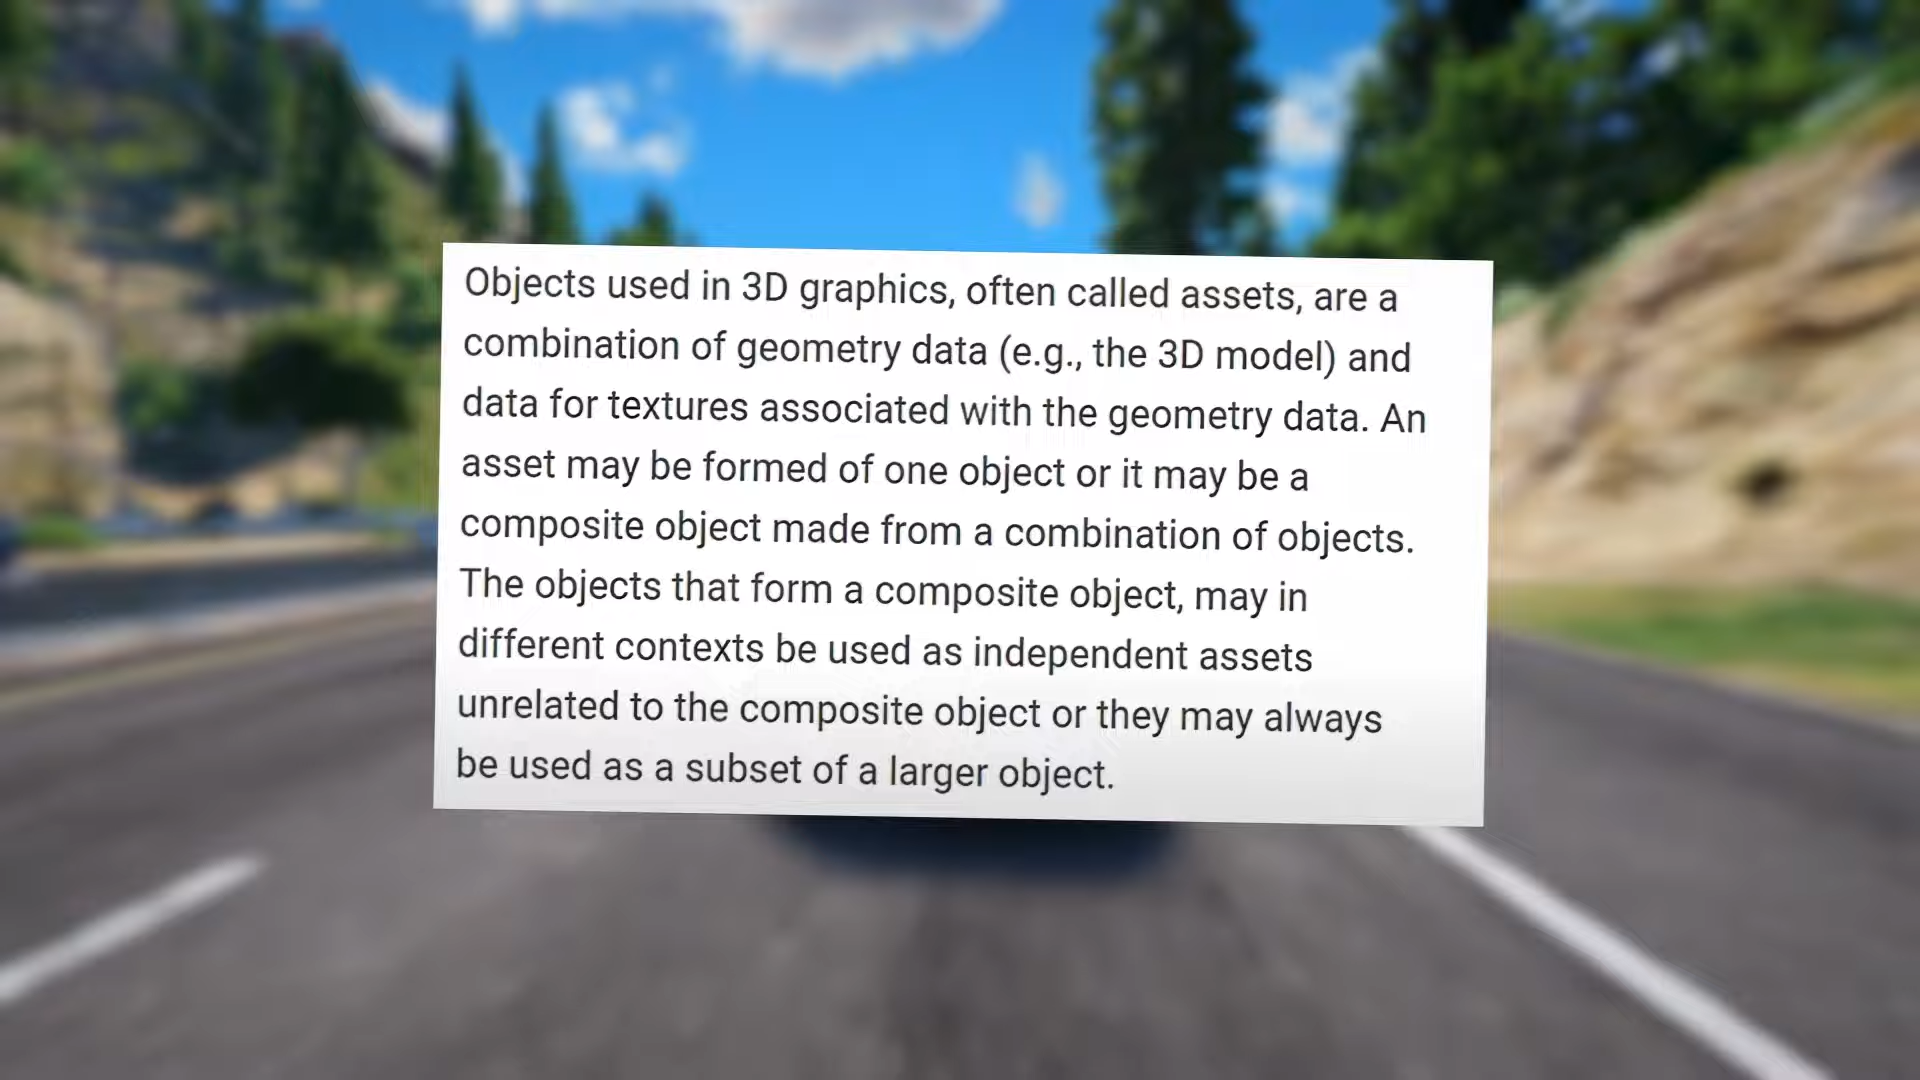 Objects used in 3D graphics, often called assets, are a
combination of geometry data (e.g., the 3D model) and
data for textures associated with the geometry data. An
asset may be formed of one object or it may be a
composite object made from a combination of objects.
The objects that form a composite object, may in
different contexts be used as independent assets
unrelated to the composite object or they may always
be used as a subset of a larger object.